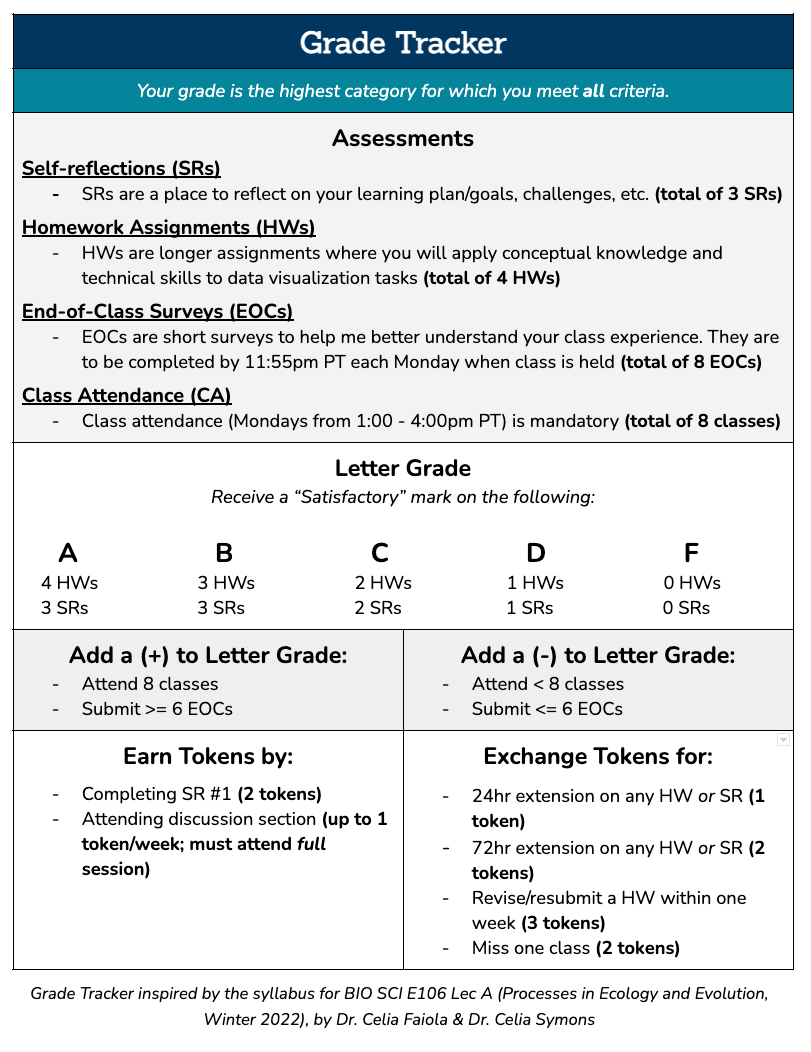 Grade Tracker
Your grade is the highest category for which you meet all criteria.
Assessments
Self-reflections (SRs)
- SRs are a place to reflect on your learning plan/goals, challenges, etc. (total of 3 SRs)
Homework Assignments (HWs)
- HWs are longer assignments where you will apply conceptual knowledge and
technical skills to data visualization tasks (total of 4 HWs)
End-of-Class Surveys (EOCs)
- EOCs are short surveys to help me better understand your class experience. They are
to be completed by 11:55pm PT each Monday when class is held (total of 8 EOCs)
Class Attendance (CA)
- Class attendance (Mondays from 1:00 - 4:00pm PT) is mandatory (total of 8 classes)
Letter Grade
Receive a “Satisfactory” mark on the following:
A B C D F
4 HWs 3 HWs 2 HWs 1 HWs 0 HWs
3 SRs 3 SRs 2 SRs 1 SRs 0 SRs
Add a (+) to Letter Grade:
- Attend 8 classes
- Submit >= 6 EOCs
Add a (-) to Letter Grade:
- Attend < 8 classes
- Submit <= 6 EOCs
Earn Tokens by:
- Completing SR #1 (2 tokens)
- Attending discussion section (up to 1
token/week; must attend full
session)
Exchange Tokens for:
- 24hr extension on any HW or SR (1
token)
- 72hr extension on any HW or SR (2
tokens)
- Revise/resubmit a HW within one
week (3 tokens)
- Miss one class (2 tokens)
Grade Tracker inspired by the syllabus for BIO SCI E106 Lec A (Processes in Ecology and Evolution,
Winter 2022), by Dr. Celia Faiola & Dr. Celia Symons